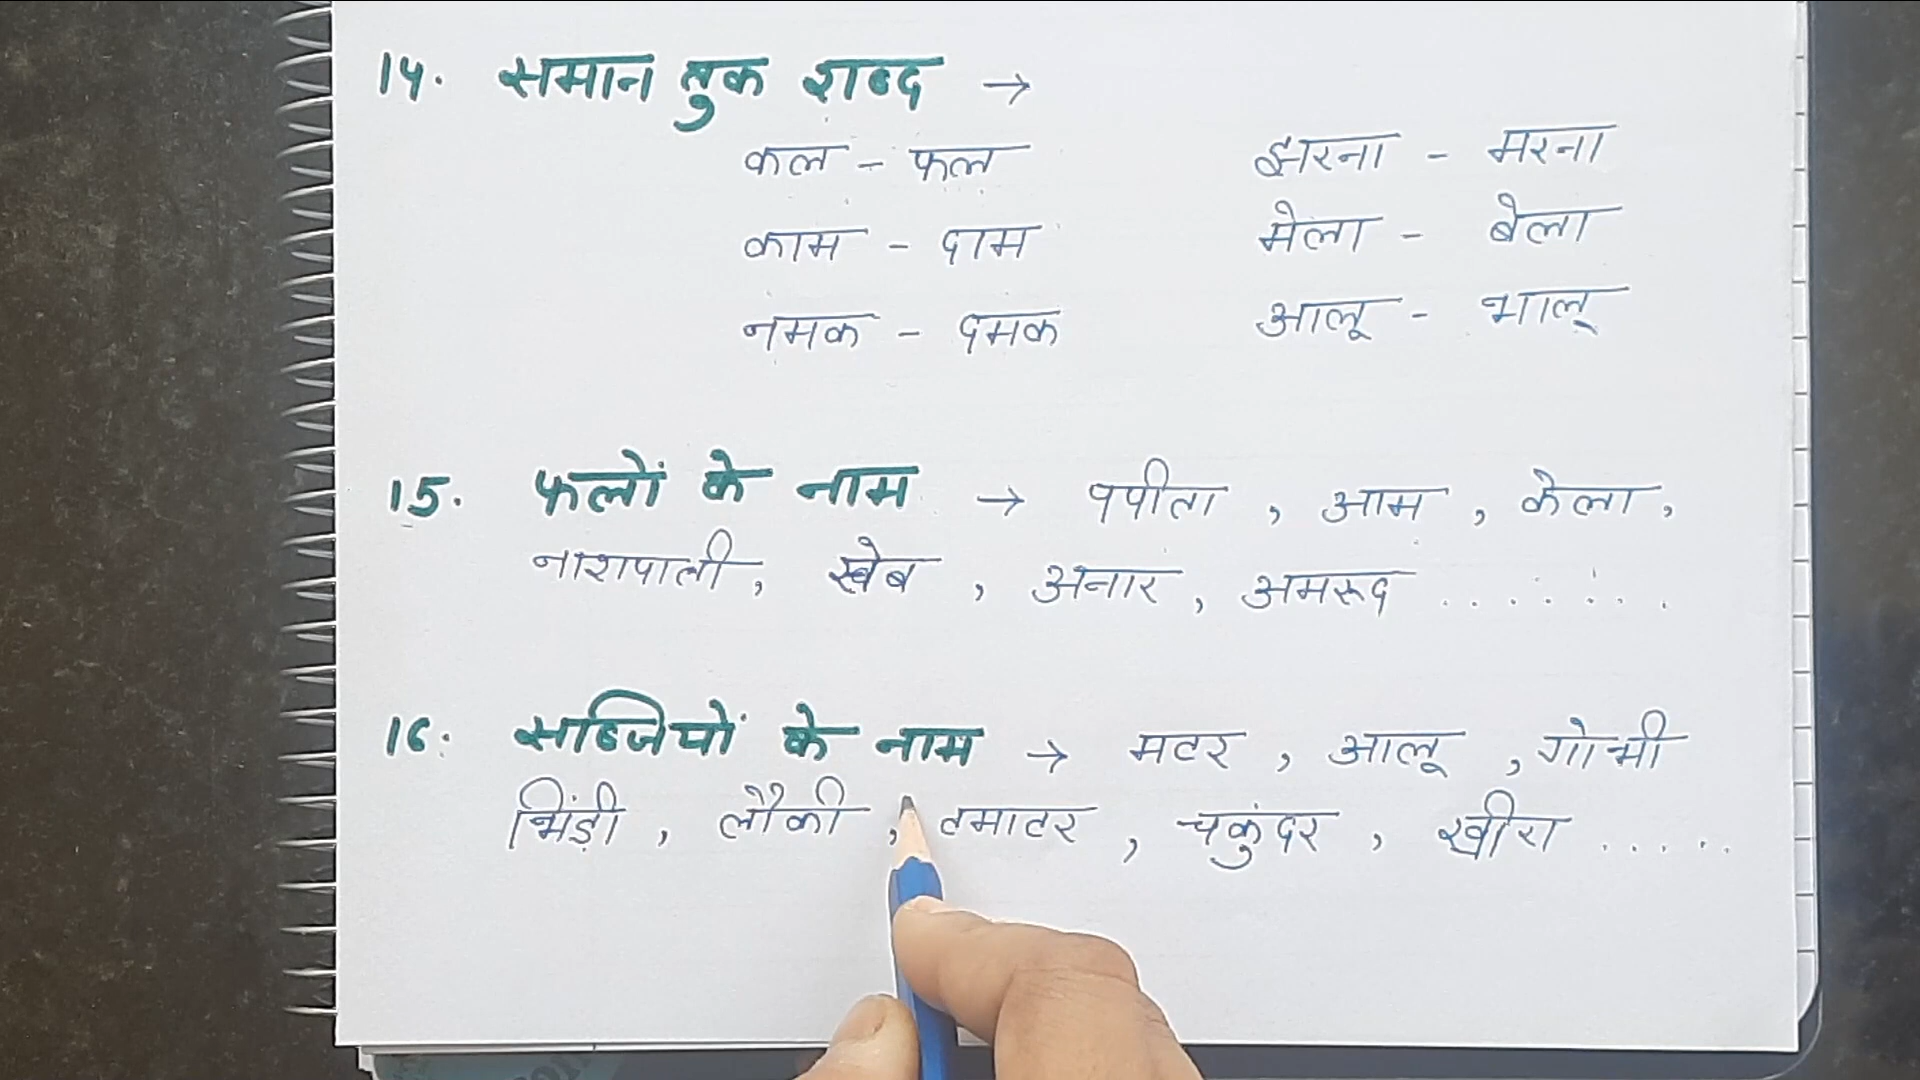 14. समान तुक शब्द →
कल - फल झरना - मरना
काम - दाम मेला - बेला
नमक - दमक आलू - भालू
15. फलों के नाम → पपीता , आम , केला ,
नाशपाती , सेब , अनार , अमरूद .......
16. सब्जियों के नाम → मटर , आलू , गोभी
भिंड़ी , लौकी , टमाटर , चकुंदर , खीरा .....